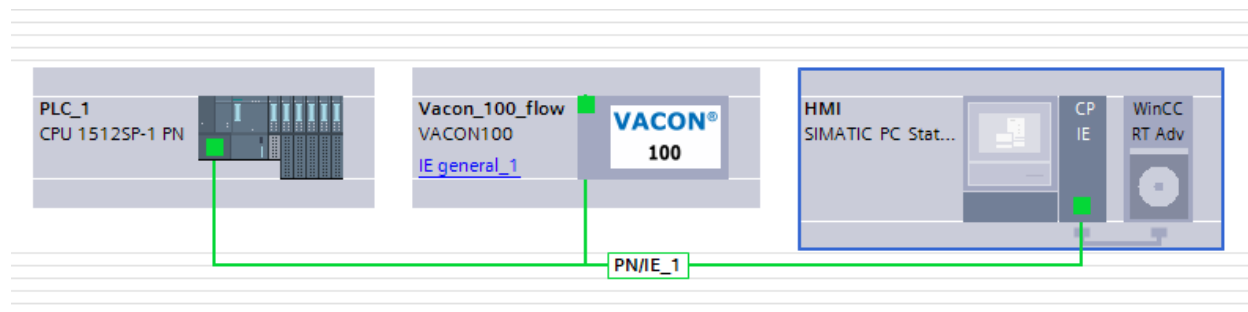 PLC_1
CPU 1512SP-1 PN
Vacon_100_flow
VACON100
IE general_1
VACON®
100
HMI
SIMATIC PC Stat...
CP
IE
WinCC
RT Adv
PN/IE_1